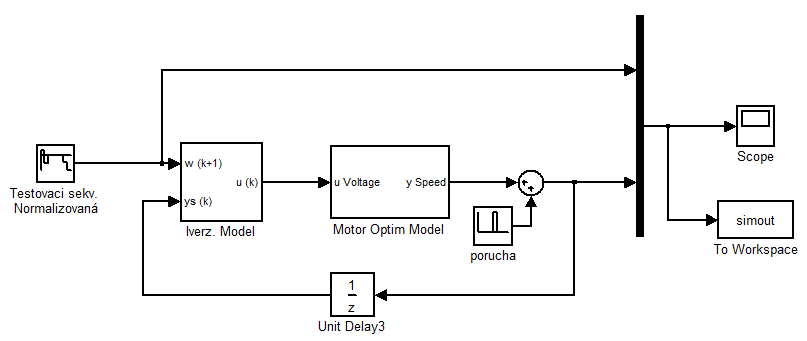 Testovaci sekv.
Normalizovaná
w (k+1)
u (k)
ys (k)
Iverz. Model
u Voltage
y Speed
Motor Optim Model
porucha
1
z
Unit Delay3
Scope
simout
To Workspace